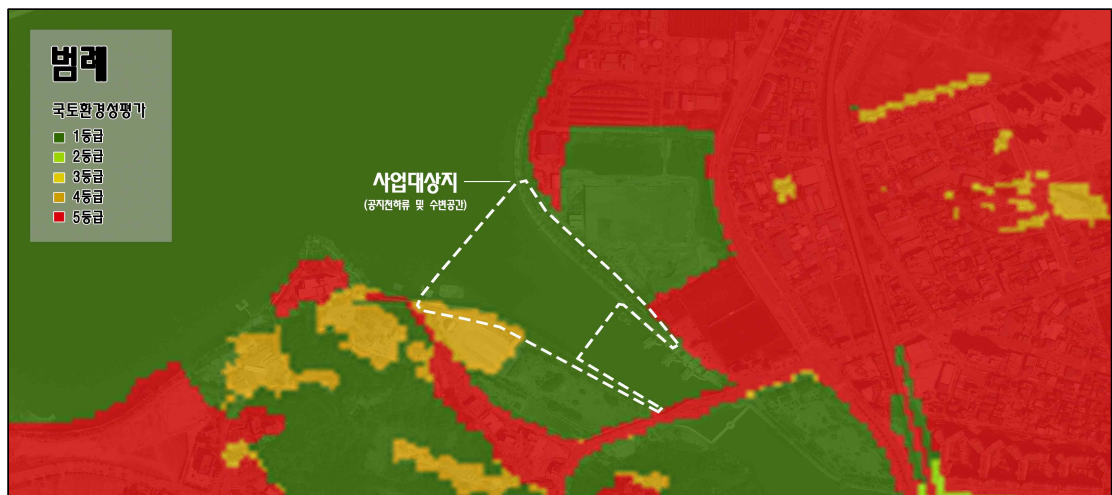 범례
국토환경성평가
1등급
2등급
3등급
4등급
5등급
사업대상지
(공지천하류 및 수변공간)